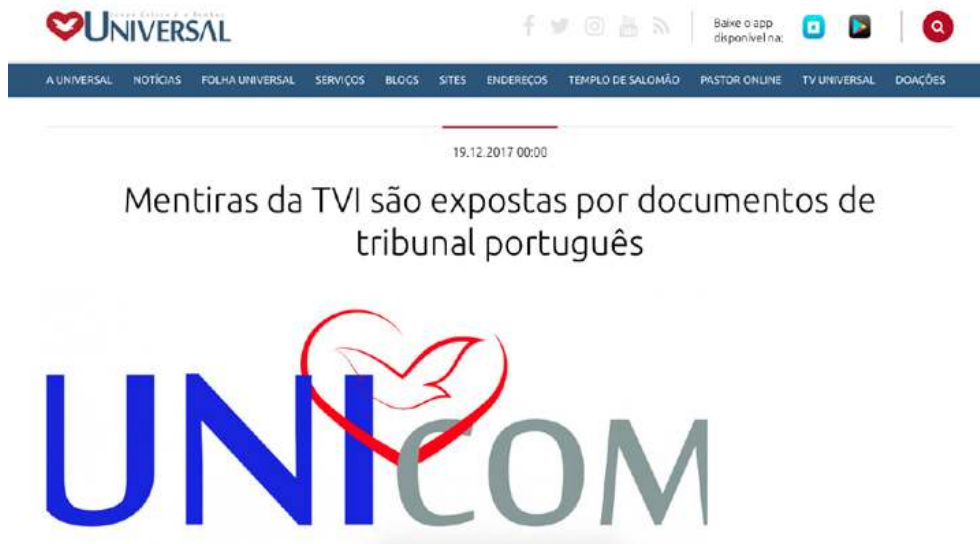 UNIVERSAL
Baixe o app
disponível na:
A UNIVERSAL NOTÍCIAS FOLHA UNIVERSAL SERVIÇOS BLOGS SITES ENDEREÇOS TEMPLO DE SALOMÃO PASTOR ONLINE TV UNIVERSAL DOAÇÕES
19.12.2017 00:00
Mentiras da TVI são expostas por documentos de
tribunal português
UNICOM